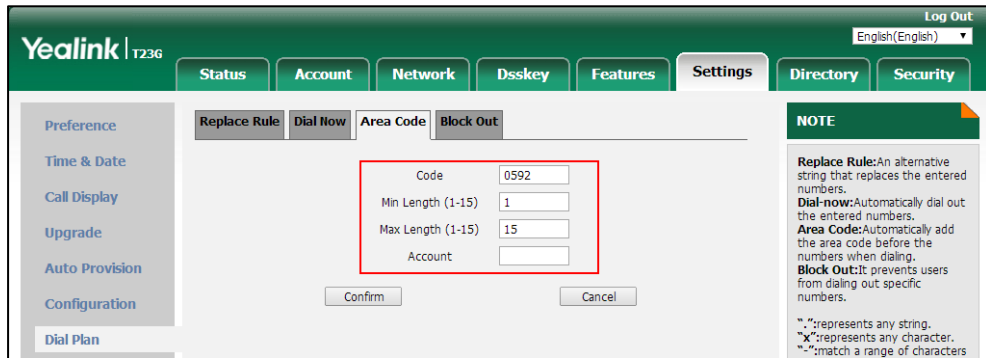 Log Out
English(English)
Yealink T23G
Status Account Network Dsskey Features Settings Directory Security
Preference
Time & Date
Call Display
Upgrade
Auto Provision
Configuration
Dial Plan
Replace Rule Dial Now Area Code Block Out
Code 0592
Min Length (1-15) 1
Max Length (1-15) 15
Account
Confirm Cancel
NOTE
Replace Rule:An alternative
string that replaces the entered
numbers.
Dial-now:Automatically dial out
the entered numbers.
Area Code:Automatically add
the area code before the
numbers when dialing.
Block Out:It prevents users
from dialing out specific
numbers.
".":represents any string.
"x":represents any character.
"-":match a range of characters